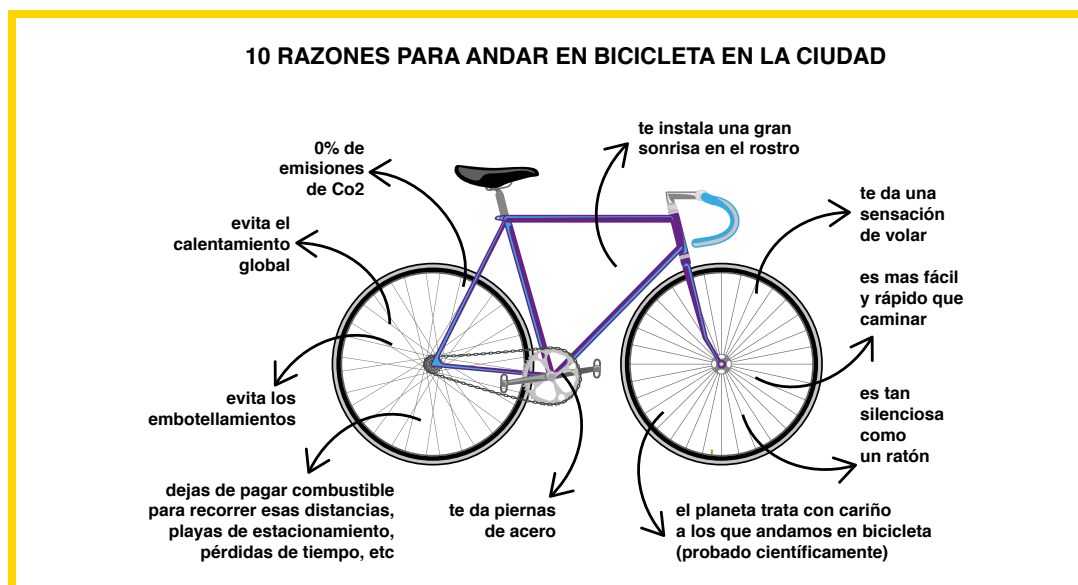 10 RAZONES PARA ANDAR EN BICICLETA EN LA CIUDAD
te instala una gran
sonrisa en el rostro
0% de
emisiones
de Co2
te da una
sensación
de volar
evita el
calentamiento
global
es mas fácil
y rápido que
caminar
evita los
embotellamientos
es tan
silenciosa
como
un ratón
dejas de pagar combustible
para recorrer esas distancias,
playas de estacionamiento,
pérdidas de tiempo, etc
te da piernas
de acero
el planeta trata con cariño
a los que andamos en bicicleta
(probado científicamente)